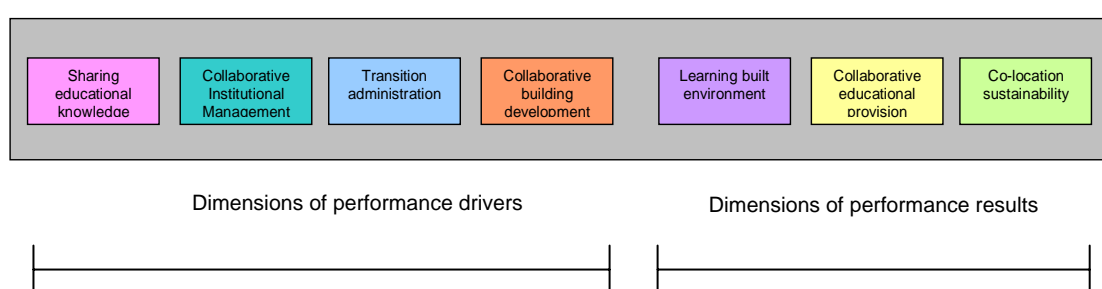 Sharing
educational
knowledge
Collaborative
Institutional
Management
Transition
administration
Collaborative
building
development
Learning built
environment
Collaborative
educational
provision
Co-location
sustainability
Dimensions of performance drivers
Dimensions of performance results